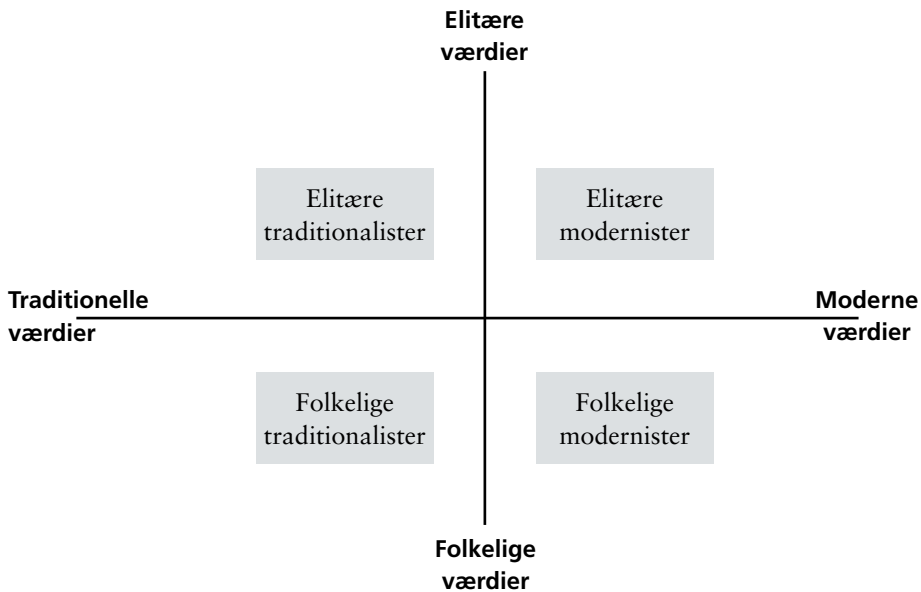 Elitære
værdier
Elitære
traditionalister
Elitære
modernister
Traditionelle
værdier
Moderne
værdier
Folkelige
traditionalister
Folkelige
modernister
Folkelige
værdier